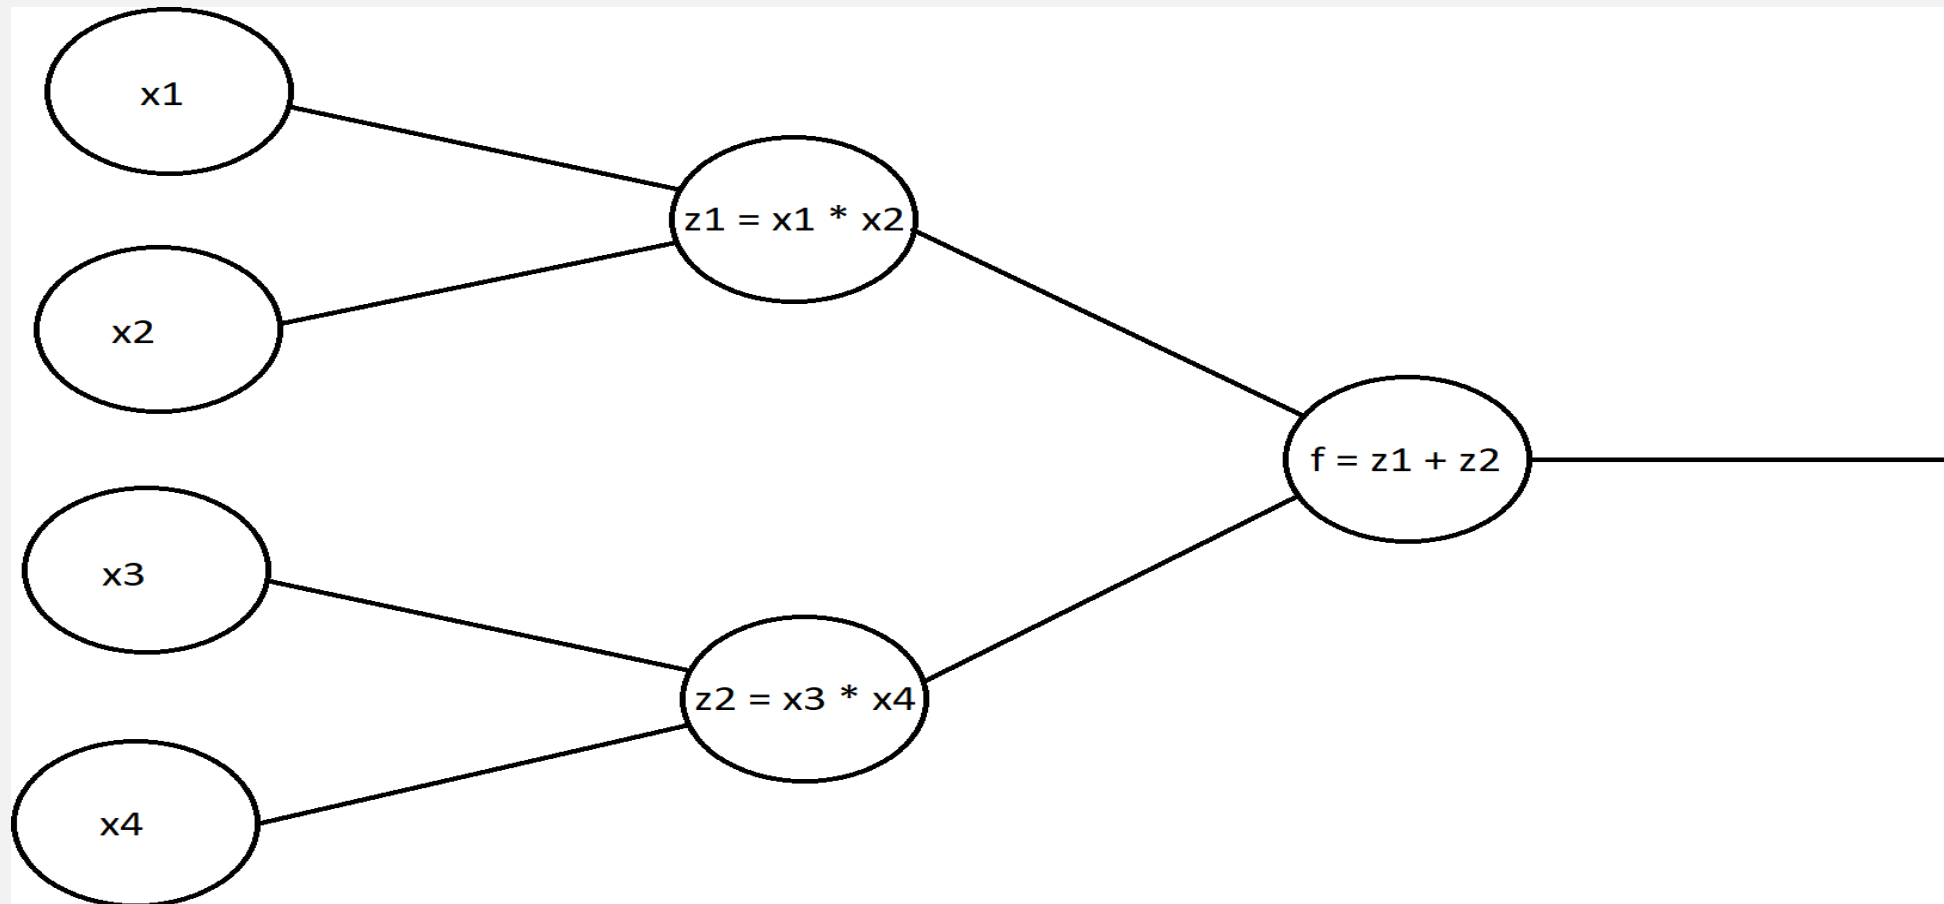 x1
z1 = x1 * x2
x2
f = z1 + z2
x3
z2 = x3 * x4
x4